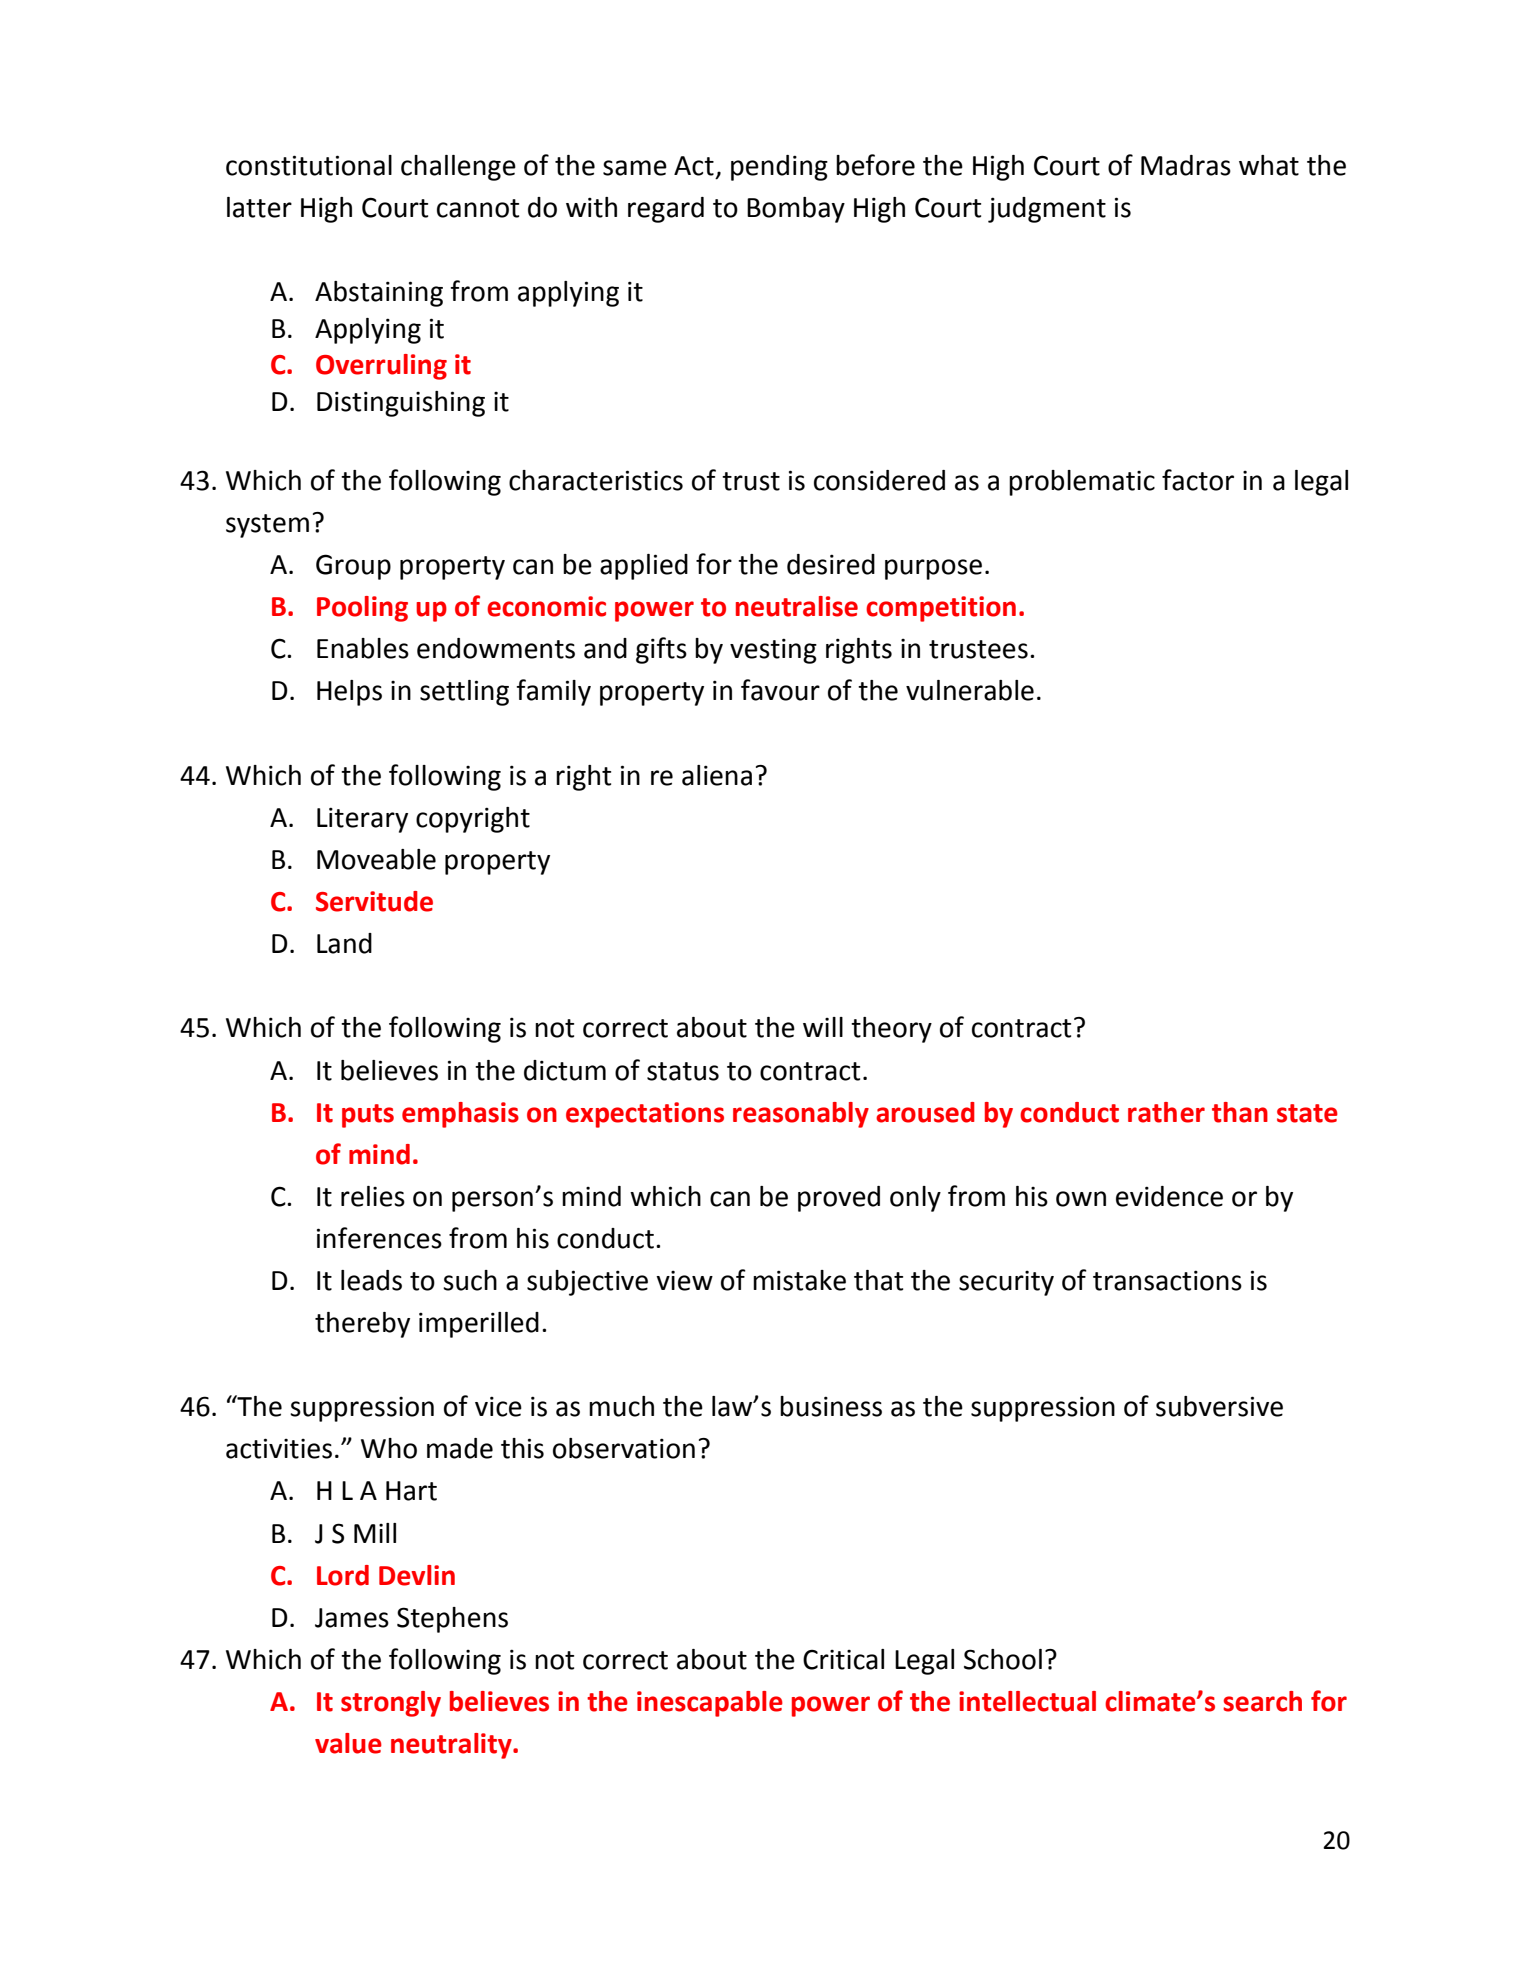 constitutional challenge of the same Act, pending before the High Court of Madras what the
latter High Court cannot do with regard to Bombay High Court judgment is
A. Abstaining from applying it
B. Applying it
C. Overruling it
D. Distinguishing it
43. Which of the following characteristics of trust is considered as a problematic factor in a legal
system?
A. Group property can be applied for the desired purpose.
B. Pooling up of economic power to neutralise competition.
C. Enables endowments and gifts by vesting rights in trustees.
D. Helps in settling family property in favour of the vulnerable.
44. Which of the following is a right in re aliena?
A. Literary copyright
B. Moveable property
C. Servitude
D. Land
45. Which of the following is not correct about the will theory of contract?
A. It believes in the dictum of status to contract.
B. It puts emphasis on expectations reasonably aroused by conduct rather than state
of mind.
C. It relies on person’s mind which can be proved only from his own evidence or by
inferences from his conduct.
D. It leads to such a subjective view of mistake that the security of transactions is
thereby imperilled.
46. “The suppression of vice is as much the law’s business as the suppression of subversive
activities.” Who made this observation?
A. H L A Hart
B. J S Mill
C. Lord Devlin
D. James Stephens
47. Which of the following is not correct about the Critical Legal School?
A. It strongly believes in the inescapable power of the intellectual climate’s search for
value neutrality.
20